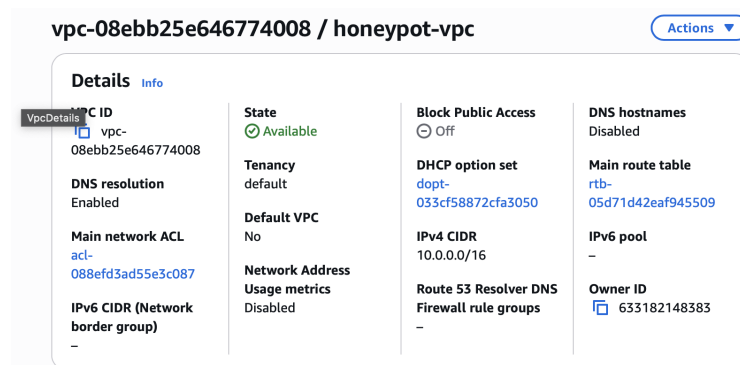 vpc-08ebb25e646774008 / honeypot-vpc
Actions
Details Info
VPC ID
VpcDetails
vpc-
08ebb25e646774008
DNS resolution
Enabled
Main network ACL
acl-
088efd3ad55e3c087
IPv6 CIDR (Network
border group)
–
State
Available
Tenancy
default
Default VPC
No
Network Address
Usage metrics
Disabled
Block Public Access
Off
DHCP option set
dopt-
033cf58872cfa3050
IPv4 CIDR
10.0.0.0/16
Route 53 Resolver DNS
Firewall rule groups
–
DNS hostnames
Disabled
Main route table
rtb-
05d71d42eaf945509
IPv6 pool
–
Owner ID
633182148383